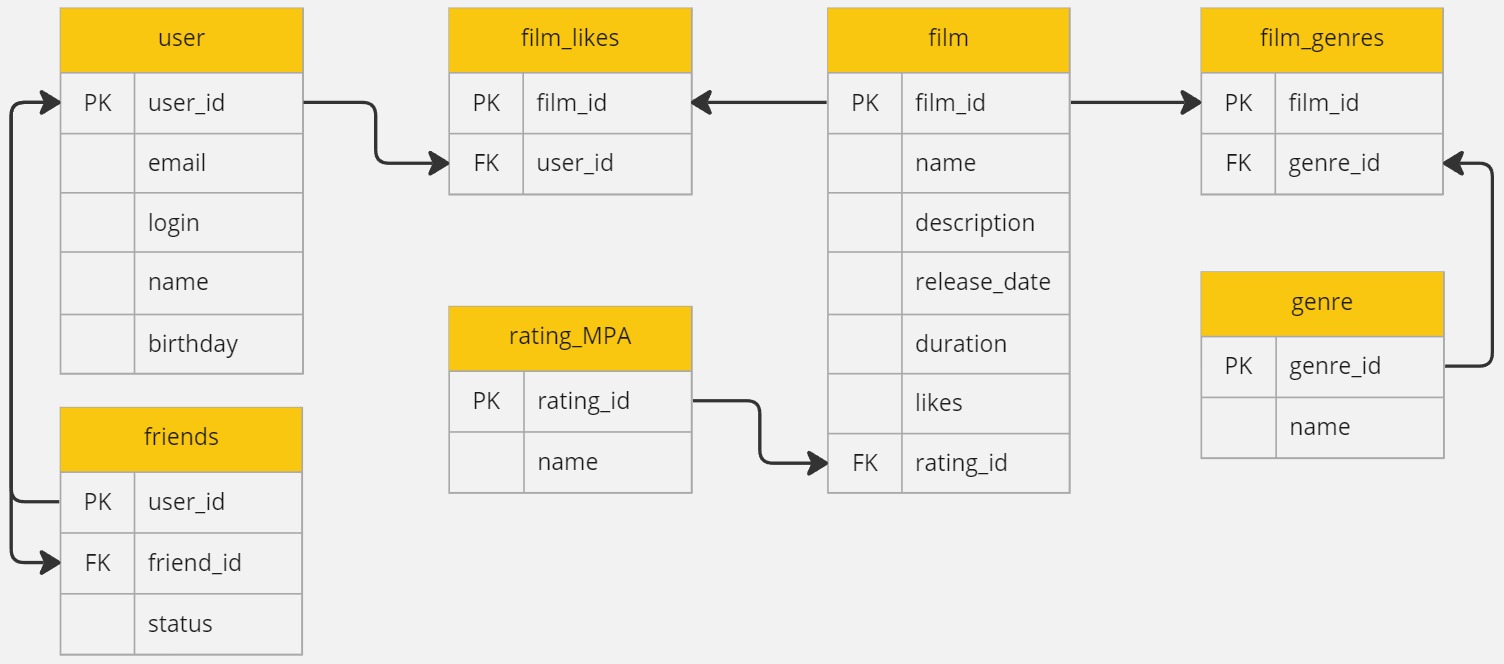 user
PK user_id
email
login
name
birthday
friends
PK user_id
FK friend_id
status
film_likes
PK film_id
FK user_id
rating_MPA
PK rating_id
name
film
PK film_id
name
description
release_date
duration
likes
FK rating_id
film_genres
PK film_id
FK genre_id
genre
PK genre_id
name